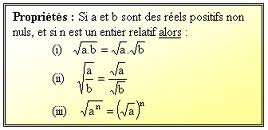 Propriétés : Si a et b sont des réels positifs non
nuls, et si n est un entier relatif alors :
(i) √a.b = √a.√b
(ii) √(a/b) = √a/√b
(iii) √(aⁿ) = (√a)ⁿ